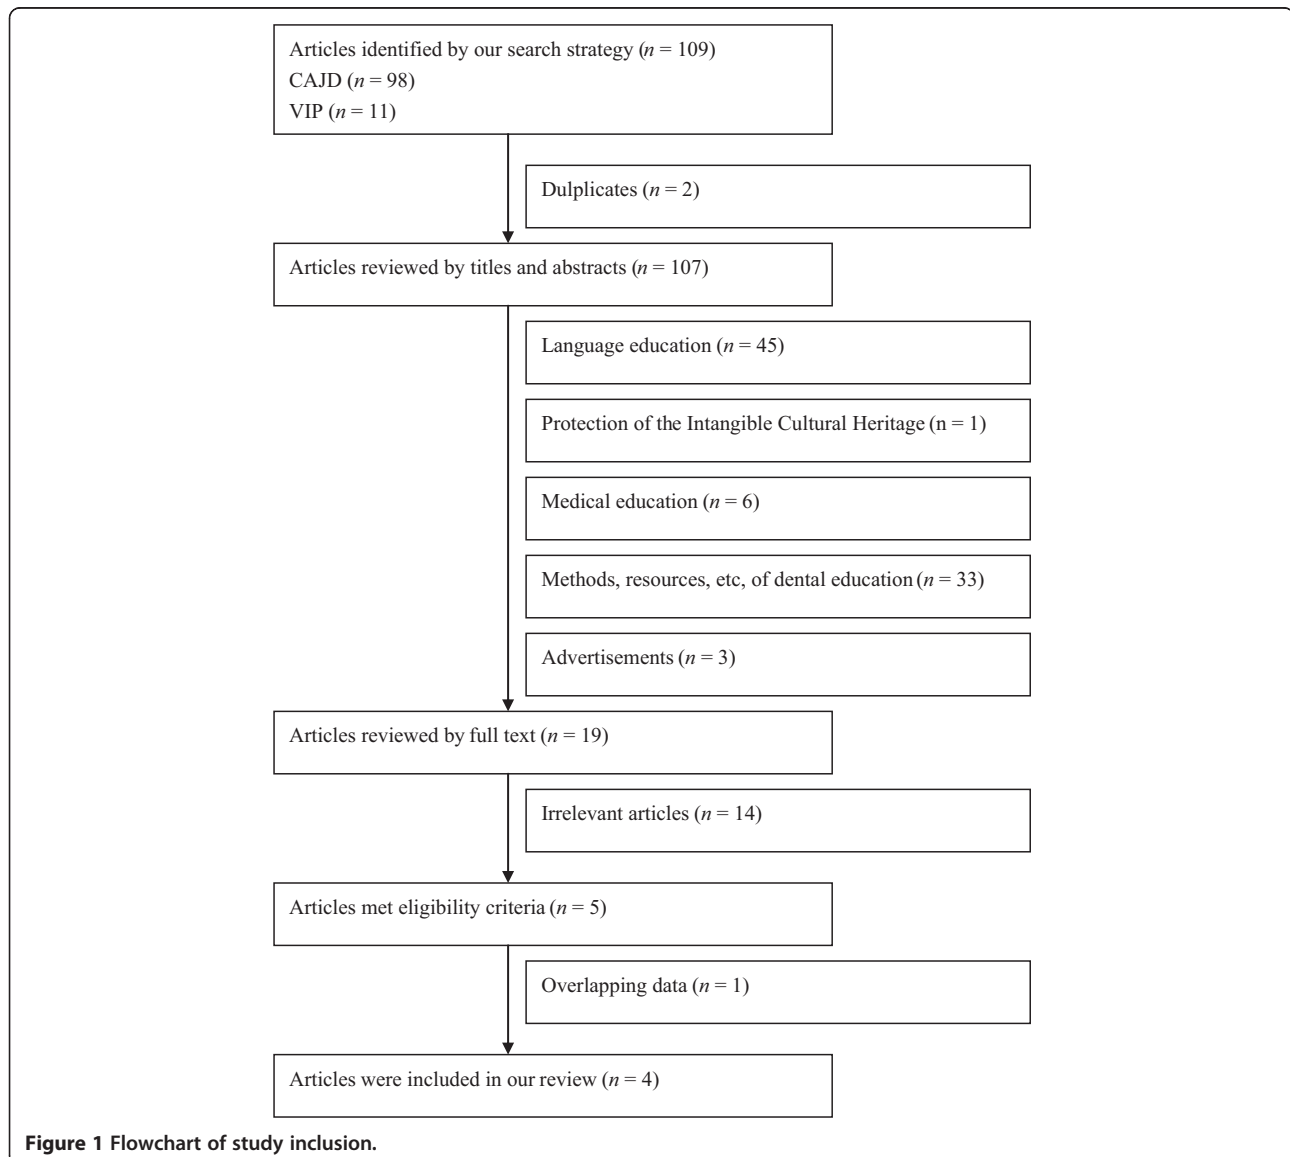 Articles identified by our search strategy (n = 109)
CAJD (n = 98)
VIP (n = 11)
Dulplicates (n = 2)
Articles reviewed by titles and abstracts (n = 107)
Language education (n = 45)
Protection of the Intangible Cultural Heritage (n = 1)
Medical education (n = 6)
Methods, resources, etc, of dental education (n = 33)
Advertisements (n = 3)
Articles reviewed by full text (n = 19)
Irrelevant articles (n = 14)
Articles met eligibility criteria (n = 5)
Overlapping data (n = 1)
Articles were included in our review (n = 4)
Figure 1 Flowchart of study inclusion.